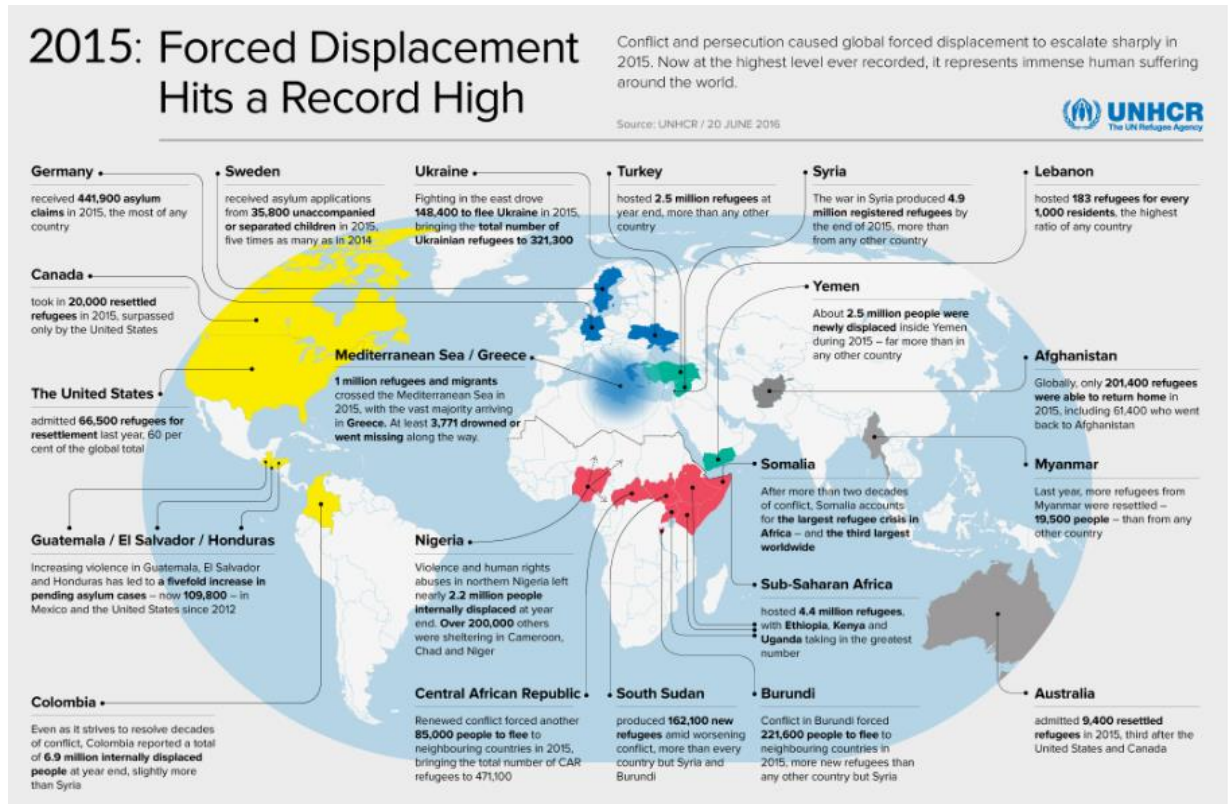 2015: Forced Displacement
Hits a Record High
Conflict and persecution caused global forced displacement to escalate sharply in
2015. Now at the highest level ever recorded, it represents immense human suffering
around the world.
Source: UNHCR / 20 JUNE 2016
UNHCR
The UN Refugee Agency
Germany
received 441,900 asylum
claims in 2015, the most of any
country
Sweden
received asylum applications
from 35,800 unaccompanied
or separated children in 2015,
five times as many as in 2014
Ukraine
Fighting in the east drove
148,400 to flee Ukraine in 2015,
bringing the total number of
Ukrainian refugees to 321,300
Turkey
hosted 2.5 million refugees at
year end, more than any other
country
Syria
The war in Syria produced 4.9
million registered refugees by
the end of 2015, more than
from any other country
Lebanon
hosted 183 refugees for every
1,000 residents, the highest
ratio of any country
Canada
took in 20,000 resettled
refugees in 2015, surpassed
only by the United States
Yemen
About 2.5 million people were
newly displaced inside Yemen
during 2015 – far more than in
any other country
Mediterranean Sea / Greece
1 million refugees and migrants
crossed the Mediterranean Sea in
2015, with the vast majority arriving
in Greece. At least 3,771 drowned or
went missing along the way.
Afghanistan
Globally, only 201,400 refugees
were able to return home in
2015, including 61,400 who went
back to Afghanistan
The United States
admitted 66,500 refugees for
resettlement last year, 60 per
cent of the global total
Somalia
After more than two decades
of conflict, Somalia accounts
for the largest refugee crisis in
Africa – and the third largest
worldwide
Myanmar
Last year, more refugees from
Myanmar were resettled –
19,500 people – than from any
other country
Guatemala / El Salvador / Honduras
Increasing violence in Guatemala, El Salvador
and Honduras has led to a fivefold increase in
pending asylum cases – now 109,800 – in
Mexico and the United States since 2012
Nigeria
Violence and human rights
abuses in northern Nigeria left
nearly 2.2 million people
internally displaced at year
end. Over 200,000 others
were sheltering in Cameroon,
Chad and Niger
Sub-Saharan Africa
hosted 4.4 million refugees,
with Ethiopia, Kenya and
Uganda taking in the greatest
number
Colombia
Even as it strives to resolve decades
of conflict, Colombia reported a total
of 6.9 million internally displaced
people at year end, slightly more
than Syria
Central African Republic
Renewed conflict forced another
85,000 people to flee to
neighbouring countries in 2015,
bringing the total number of CAR
refugees to 471,100
South Sudan
produced 162,100 new
refugees amid worsening
conflict, more than every
country but Syria and
Burundi
Burundi
Conflict in Burundi forced
221,600 people to flee to
neighbouring countries in
2015, more new refugees than
any other country but Syria
Australia
admitted 9,400 resettled
refugees in 2015, third after the
United States and Canada